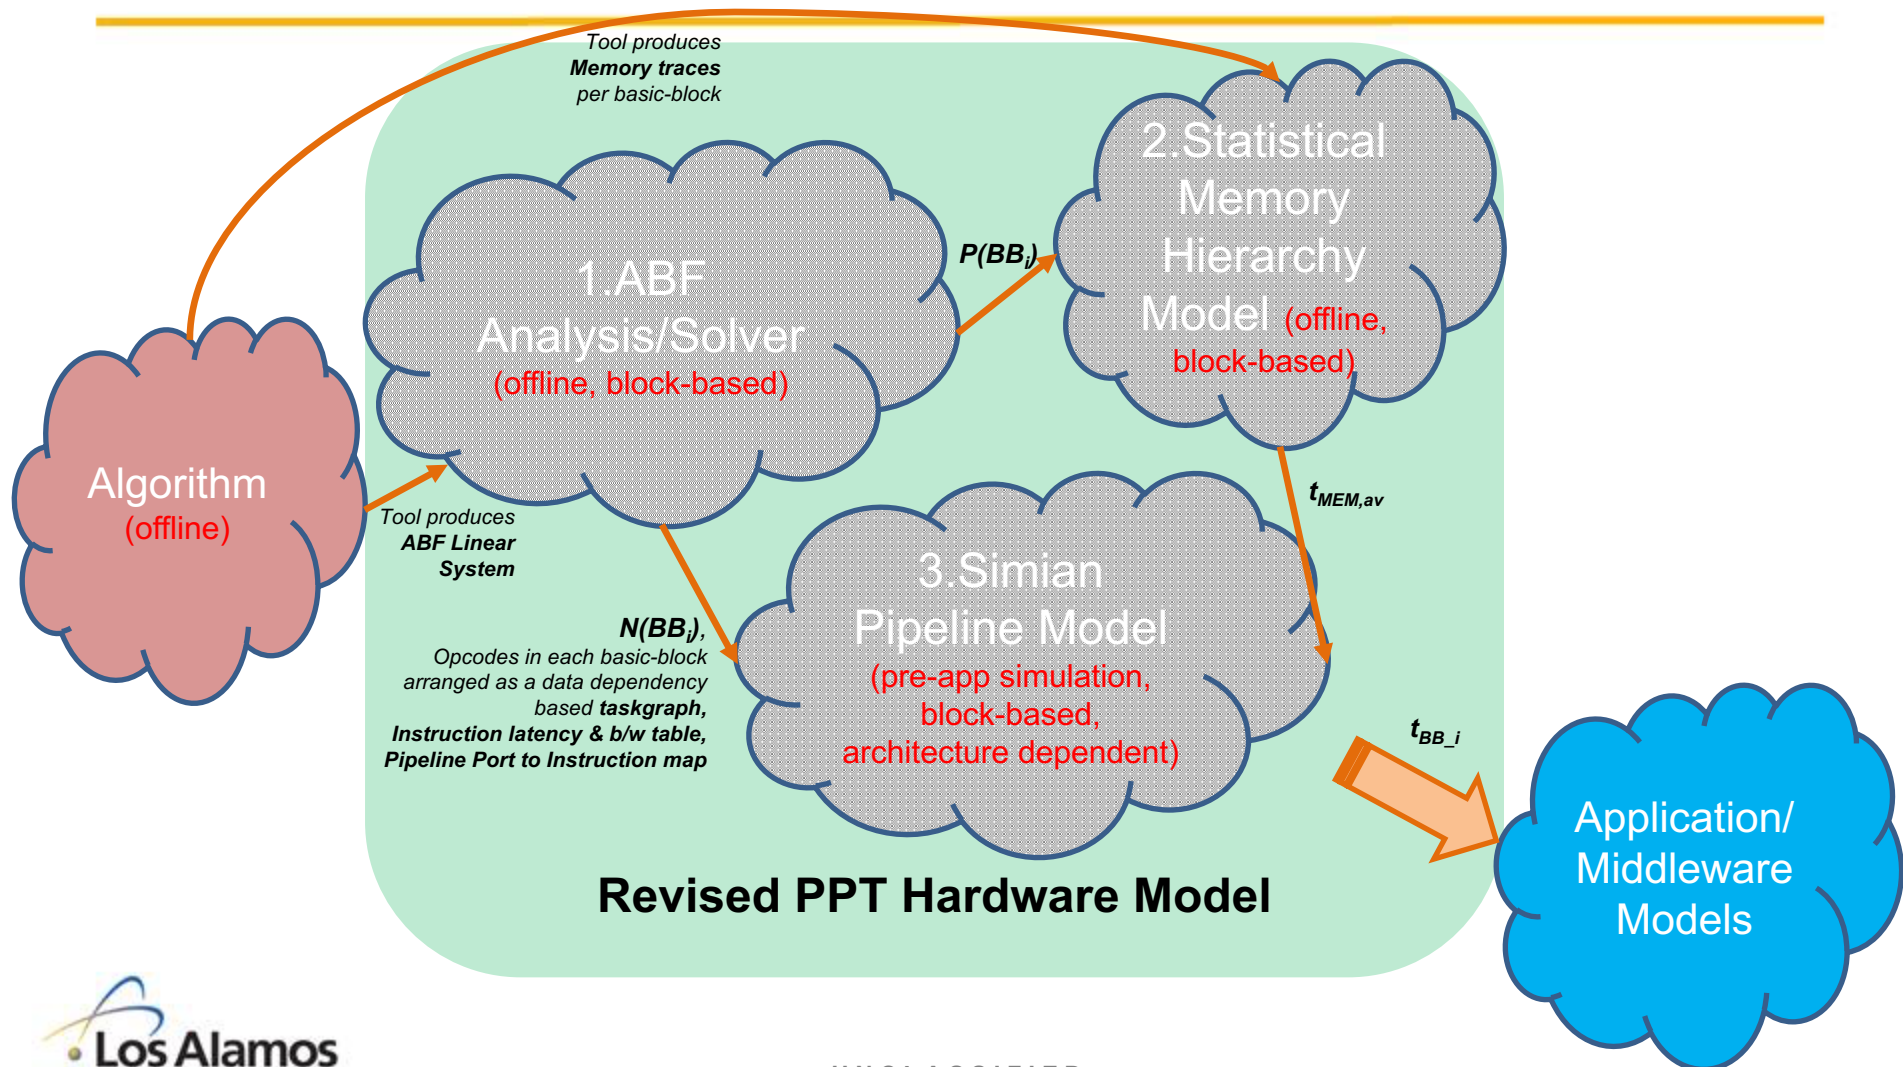 Tool produces
Memory traces
per basic-block
2.Statistical
Memory
Hierarchy
Model (offline,
block-based)
1.ABF
Analysis/Solver
(offline, block-based)
P(BBi)
Algorithm
(offline)
Tool produces
ABF Linear
System
tMEM,av
3.Simian
Pipeline Model
(pre-app simulation,
block-based,
architecture dependent)
N(BBi),
Opcodes in each basic-block
arranged as a data dependency
based taskgraph,
Instruction latency & b/w table,
Pipeline Port to Instruction map
tBB_i
Application/
Middleware
Models
Revised PPT Hardware Model
Los Alamos